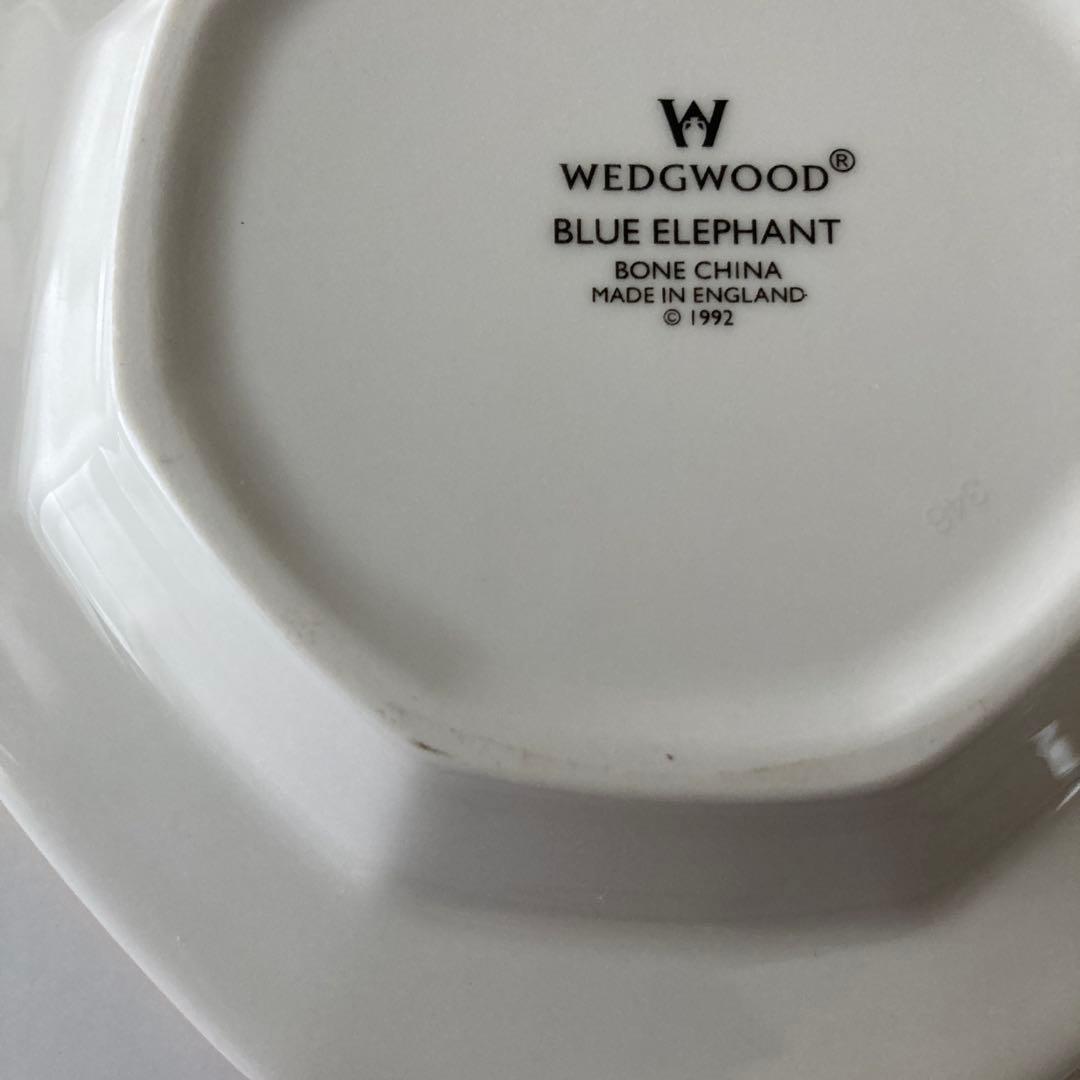 W
WEDGWOOD®
BLUE ELEPHANT
BONE CHINA
MADE IN ENGLAND
© 1992